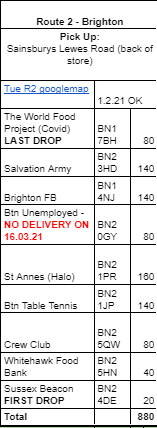 Route 2 - Brighton
Pick Up:
Sainsburys Lewes Road (back of
store)
Tue R2 googlemap
1.2.21 OK
The World Food
Project (Covid) BN1
LAST DROP 7BH 80
BN2
Salvation Army 3HD 140
BN1
Brighton FB 4NJ 140
Btn Unemployed -
NO DELIVERY ON BN2
16.03.21 0GY 80
BN2
St Annes (Halo) 1PR 160
BN2
Btn Table Tennis 1JP 140
BN2
Crew Club 5QW 80
Whitehawk Food BN2
Bank 5HN 40
Sussex Beacon BN2
FIRST DROP 4DE 20
Total 880